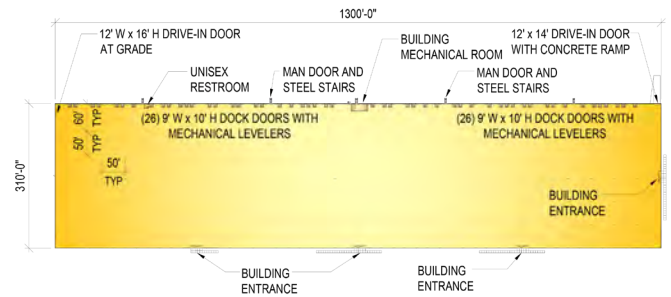 1300'-0"
12' W x 16' H DRIVE-IN DOOR
AT GRADE
UNISEX
RESTROOM
MAN DOOR AND
STEEL STAIRS
BUILDING
MECHANICAL ROOM
MAN DOOR AND
STEEL STAIRS
12' x 14' DRIVE-IN DOOR
WITH CONCRETE RAMP
310'-0"
60'
TYP
50'
TYP
50'
TYP
(26) 9' W x 10' H DOCK DOORS WITH
MECHANICAL LEVELERS
(26) 9' W x 10' H DOCK DOORS WITH
MECHANICAL LEVELERS
BUILDING
ENTRANCE
BUILDING
ENTRANCE
BUILDING
ENTRANCE